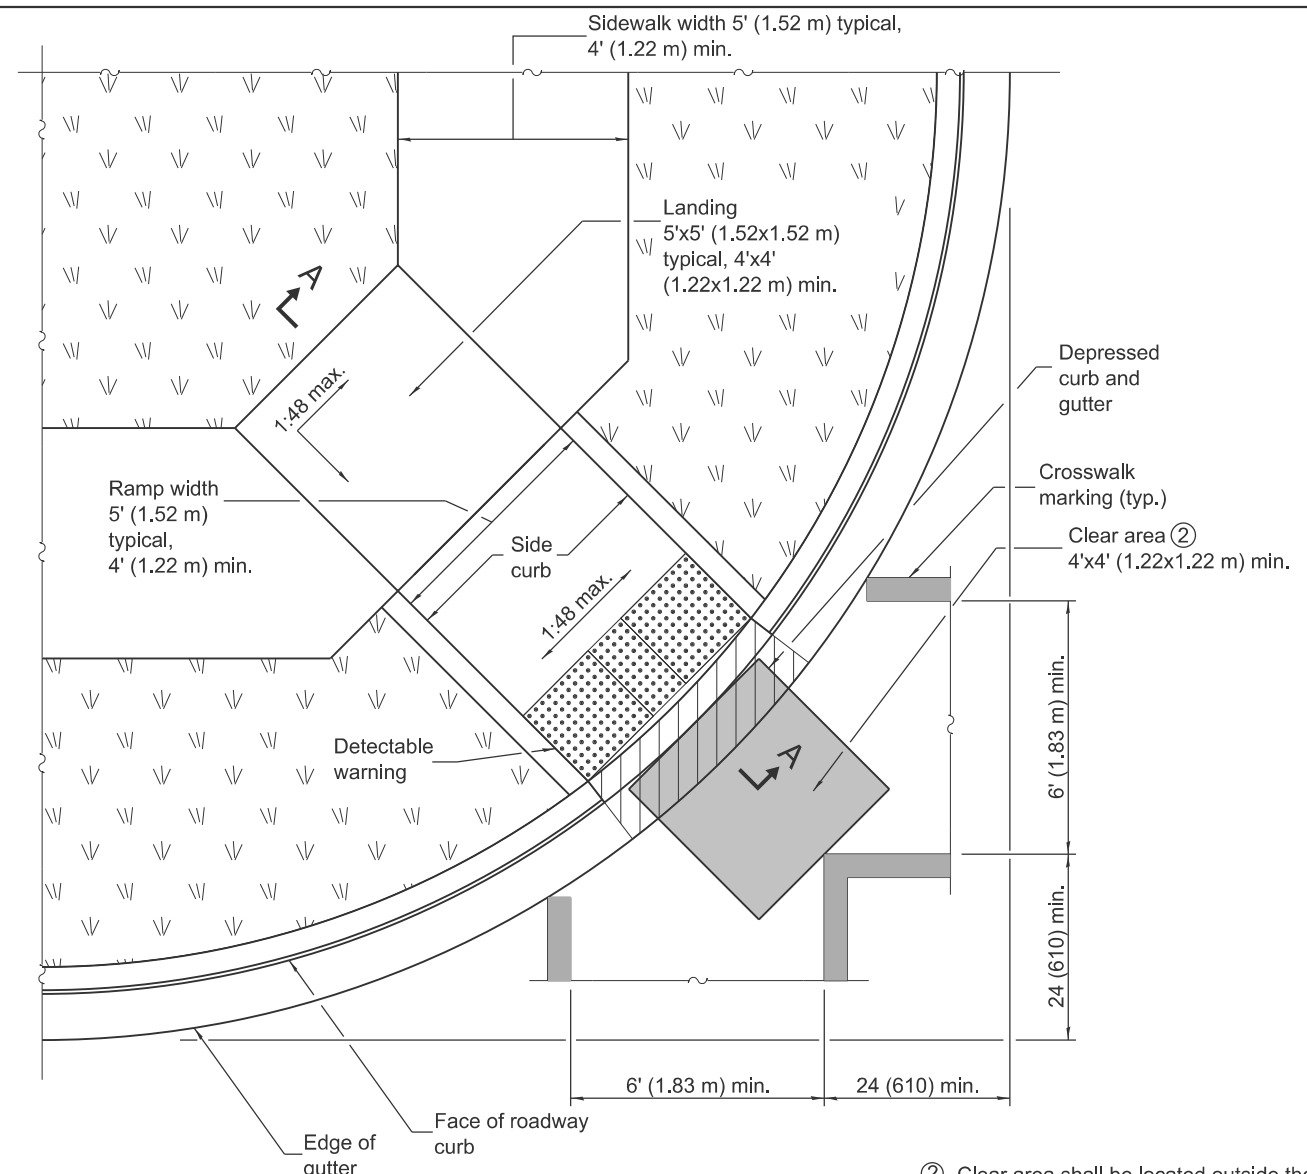 Sidewalk width 5' (1.52 m) typical,
4' (1.22 m) min.
Landing
5'x5' (1.52x1.52 m)
typical, 4'x4'
(1.22x1.22 m) min.
A
1:48 max.
Depressed
curb and
gutter
Crosswalk
marking (typ.)
Clear area ②
4'x4' (1.22x1.22 m) min.
Ramp width
5' (1.52 m)
typical,
4' (1.22 m) min.
Side
curb
1:48 max.
Detectable
warning
A
6' (1.83 m) min.
24 (610) min.
6' (1.83 m) min.
24 (610) min.
Face of roadway
curb
Edge of
gutter
② Clear area shall be located outside the